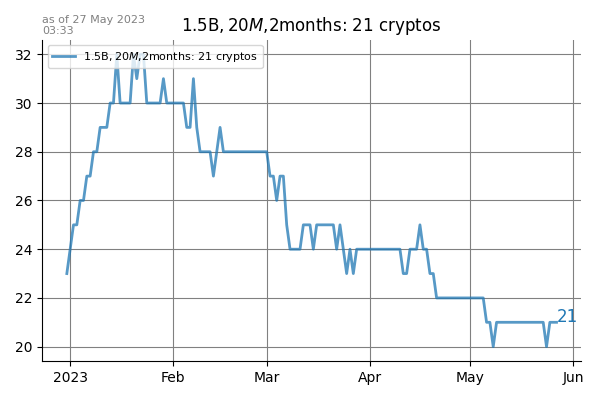 as of 27 May 2023
03:33
1.5B, 20M,2months: 21 cryptos
1.5B, 20M,2months: 21 cryptos
32
30
28
26
24
22
20
21
2023
Feb
Mar
Apr
May
Jun